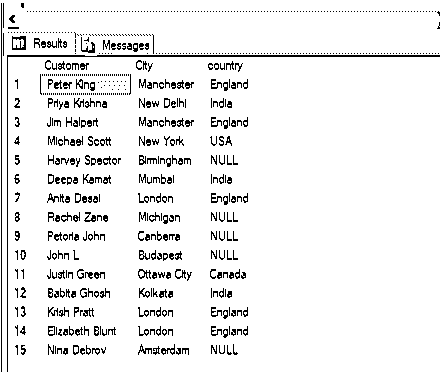 Results Messages
Customer City country
1 Peter King Manchester England
2 Priya Krishna New Delhi India
3 Jim Halpert Manchester England
4 Michael Scott New York USA
5 Harvey Spector Birmingham NULL
6 Deepa Kamat Mumbai India
7 Anita Desai London England
8 Rachel Zane Michigan NULL
9 Petoria John Canberra NULL
10 John L Budapest NULL
11 Justin Green Ottawa City Canada
12 Babita Ghosh Kolkata India
13 Krish Pratt London England
14 Elizabeth Blunt London England
15 Nina Debrov Amsterdam NULL